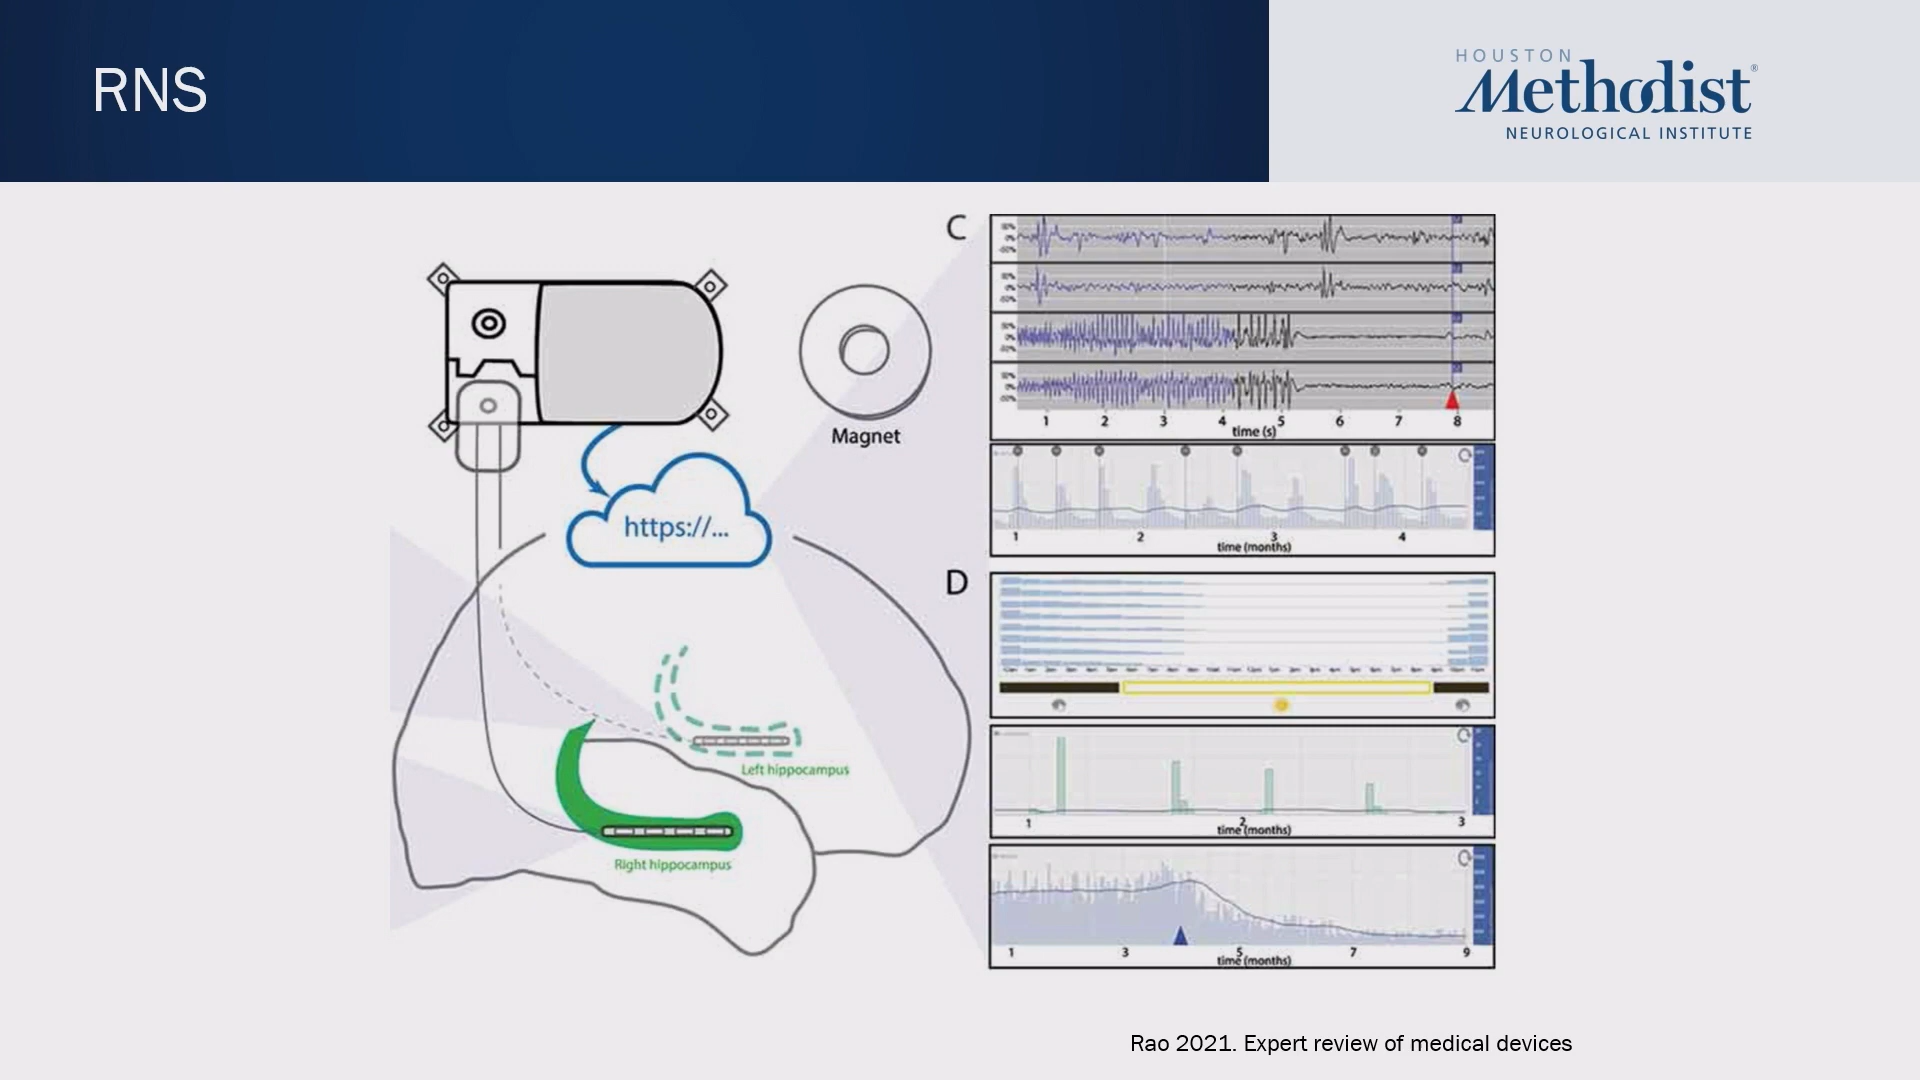 RNS
HOUSTON
Methodist®
NEUROLOGICAL INSTITUTE
Magnet
https://...
Left hippocampus
Right hippocampus
C
1 2 3 4 5 6 7 8
time (s)
1 2 3 4
time (months)
D
1 2 3
time (months)
1 3 5 7 9
time (months)
Rao 2021. Expert review of medical devices